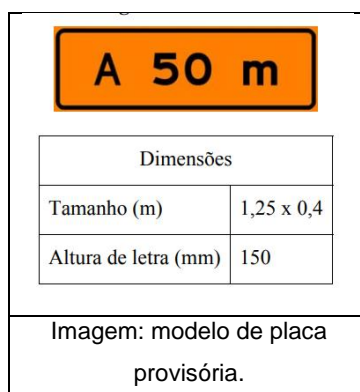 A 50 m
Dimensões
Tamanho (m) 1,25 x 0,4
Altura de letra (mm) 150
Imagem: modelo de placa
provisória.